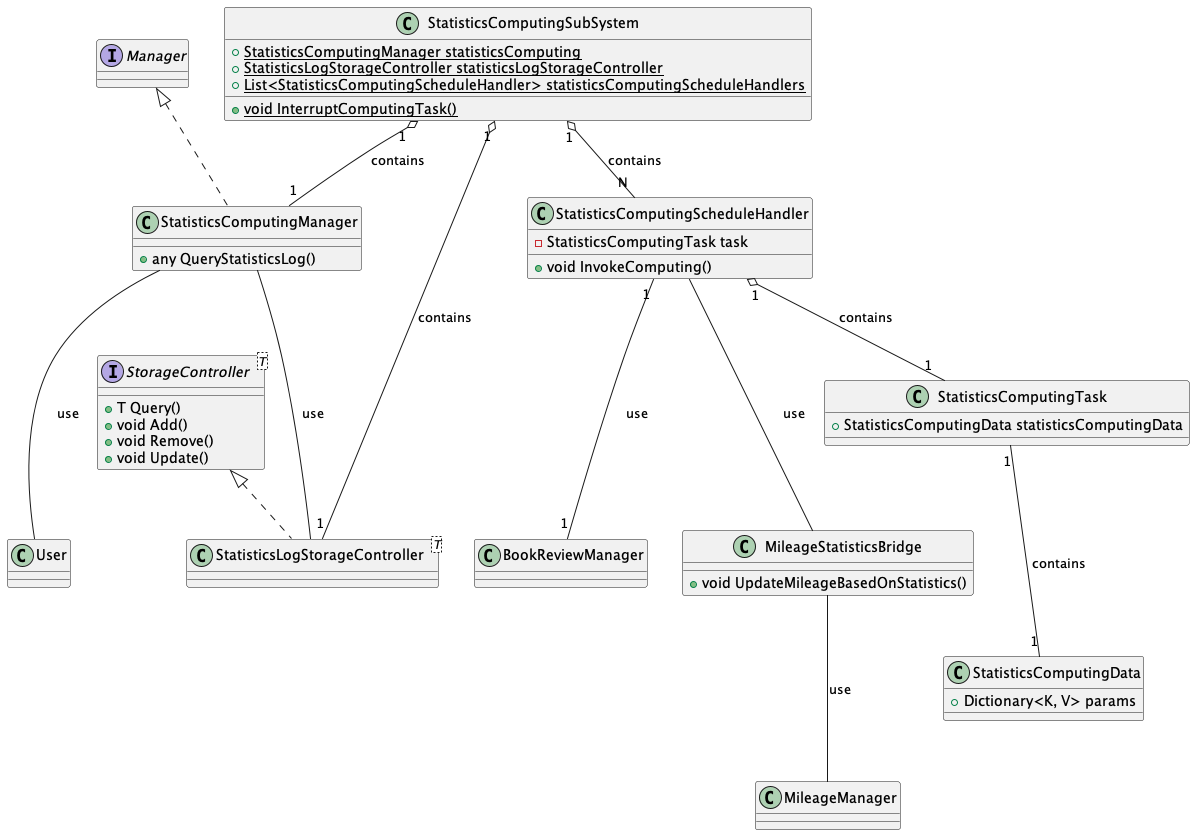 C StatisticsComputingSubSystem
StatisticsComputingManager statisticsComputing
StatisticsLogStorageController statisticsLogStorageController
List<StatisticsComputingScheduleHandler> statisticsComputingScheduleHandlers
void InterruptComputingTask()
I Manager
1
1
1
contains
contains
1
N
C StatisticsComputingManager
any QueryStatisticsLog()
C StatisticsComputingScheduleHandler
StatisticsComputingTask task
void InvokeComputing()
1
1
contains
contains
I StorageController T
T Query()
void Add()
void Remove()
void Update()
1
C StatisticsComputingTask
StatisticsComputingData statisticsComputingData
use
use
use
use
1
1
1
C User
C StatisticsLogStorageController T
C BookReviewManager
C MileageStatisticsBridge
void UpdateMileageBasedOnStatistics()
contains
1
C StatisticsComputingData
Dictionary<K, V> params
use
C MileageManager